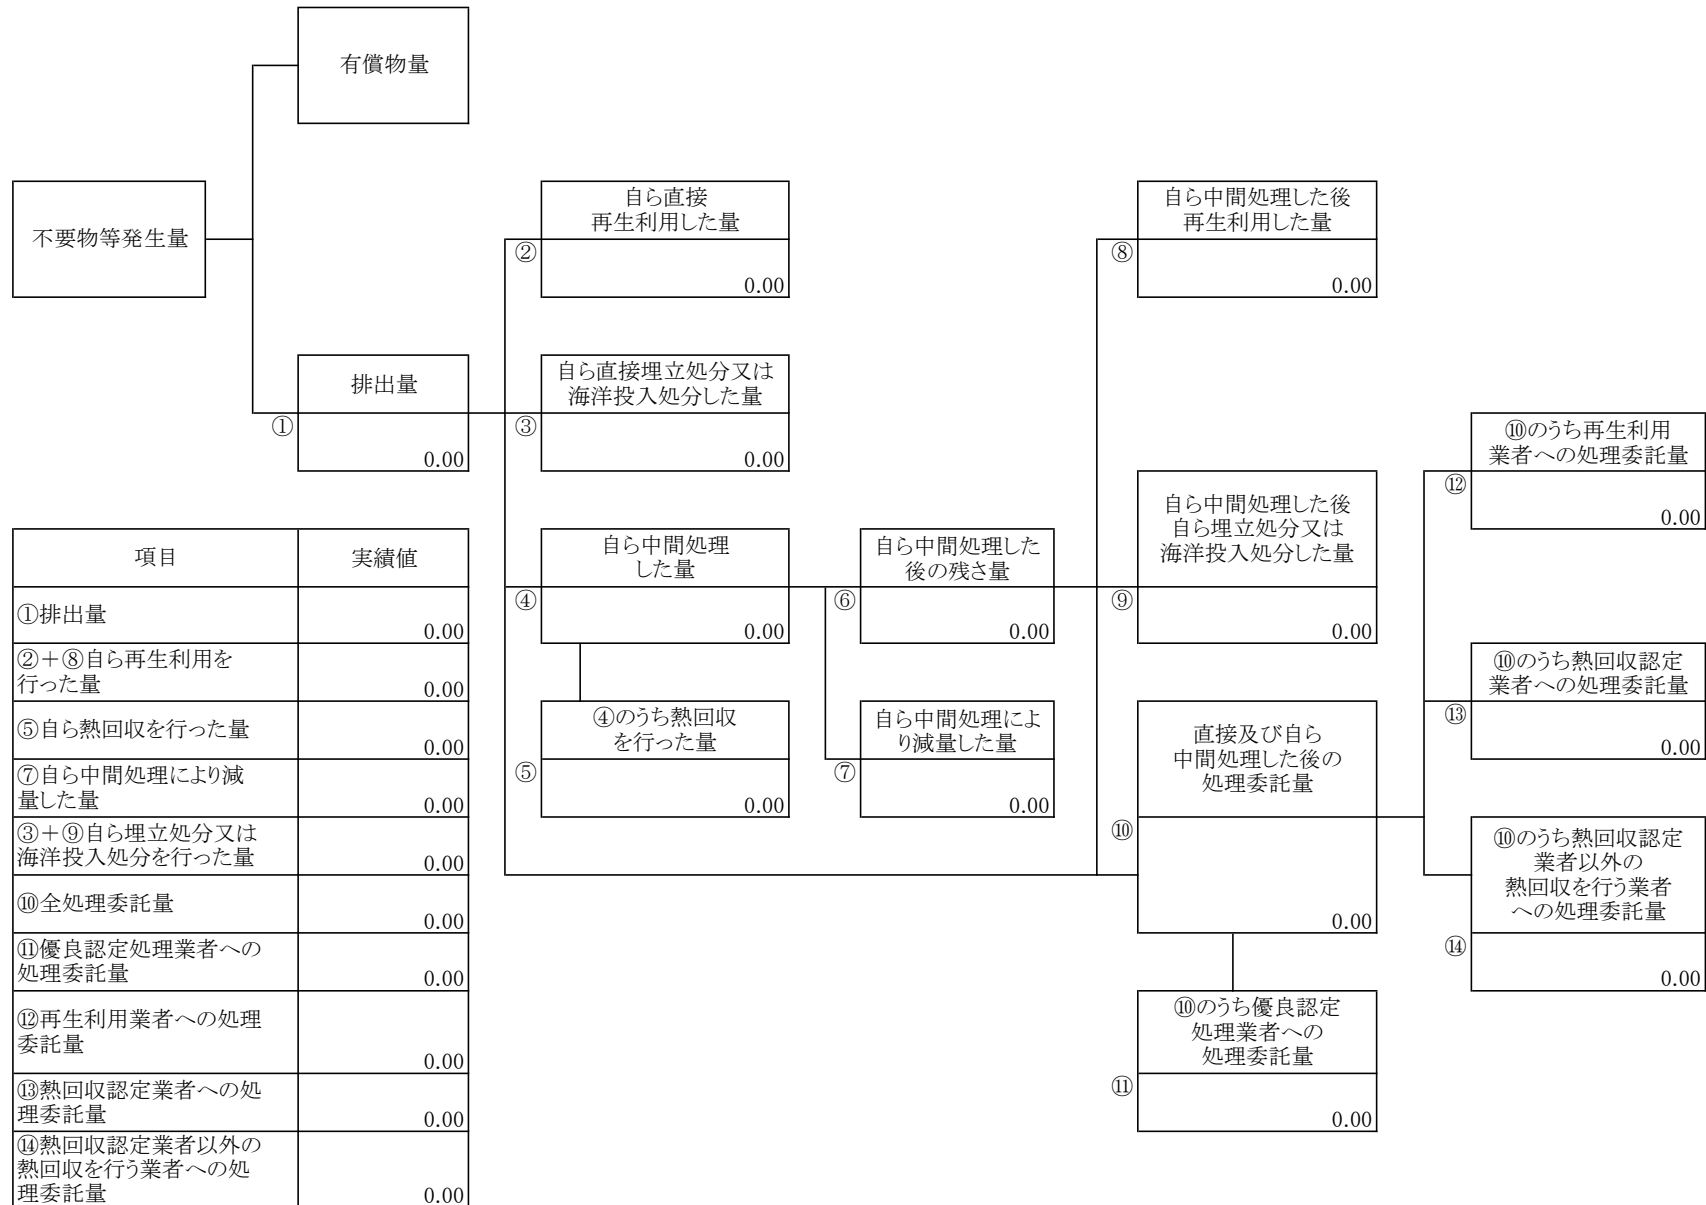 有償物量
不要物等発生量
排出量
①
0.00
自ら直接
再生利用した量
②
0.00
自ら直接埋立処分又は
海洋投入処分した量
③
0.00
自ら中間処理
した量
④
0.00
④のうち熱回収
を行った量
⑤
0.00
自ら中間処理した
後の残さ量
⑥
0.00
自ら中間処理によ
り減量した量
⑦
0.00
自ら中間処理した後
再生利用した量
⑧
0.00
自ら中間処理した後
自ら埋立処分又は
海洋投入処分した量
⑨
0.00
直接及び自ら
中間処理した後の
処理委託量
⑩
0.00
⑩のうち優良認定
処理業者への
処理委託量
⑪
0.00
⑩のうち再生利用
業者への処理委託量
⑫
0.00
⑩のうち熱回収認定
業者への処理委託量
⑬
0.00
⑩のうち熱回収認定
業者以外の
熱回収を行う業者
への処理委託量
⑭
0.00
項目 実績値
①排出量
0.00
②＋⑧自ら再生利用を
行った量 0.00
⑤自ら熱回収を行った量
0.00
⑦自ら中間処理により減
量した量 0.00
③＋⑨自ら埋立処分又は
海洋投入処分を行った量 0.00
⑩全処理委託量
0.00
⑪優良認定処理業者への
処理委託量 0.00
⑫再生利用業者への処理
委託量
0.00
⑬熱回収認定業者への処
理委託量 0.00
⑭熱回収認定業者以外の
熱回収を行う業者への処
理委託量 0.00